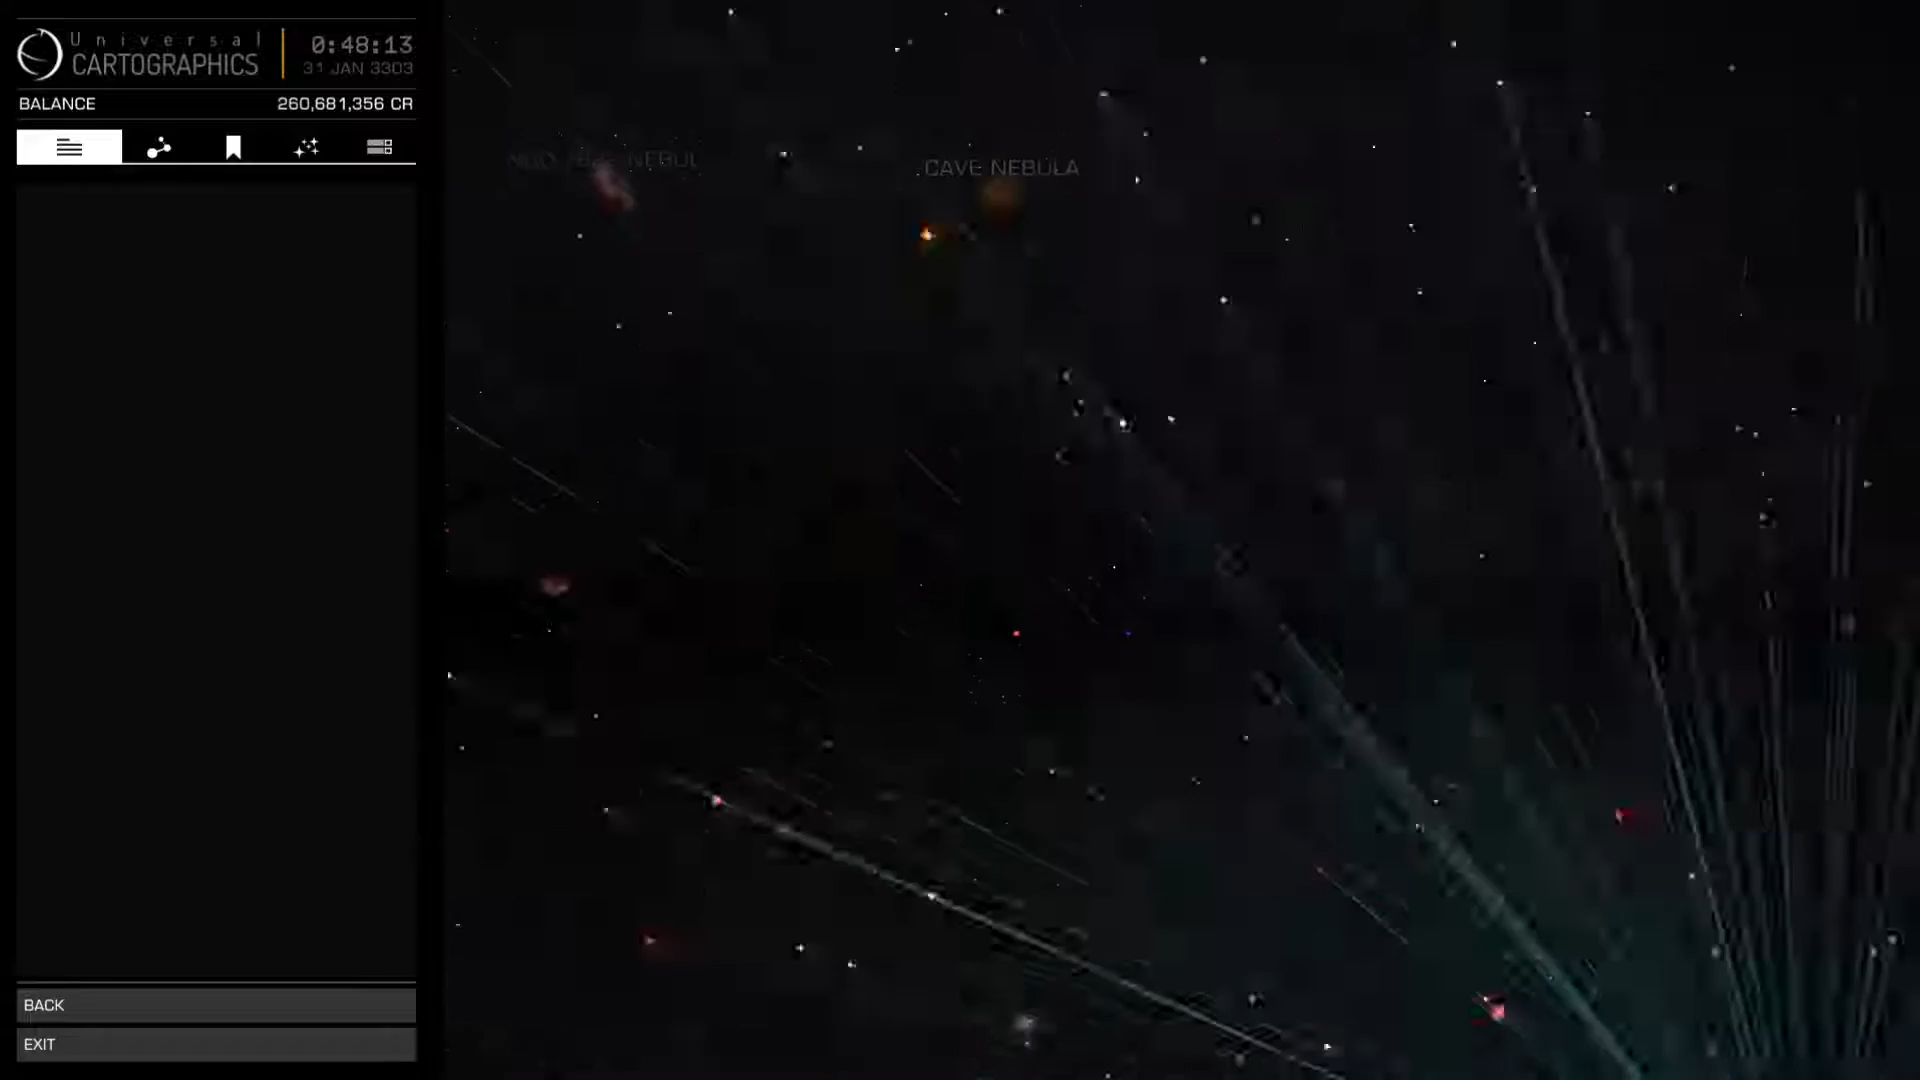 Universal
CARTOGRAPHICS
0:48:13
31 JAN 3303
BALANCE
260,681,356 CR
CAVE NEBULA
BACK
EXIT